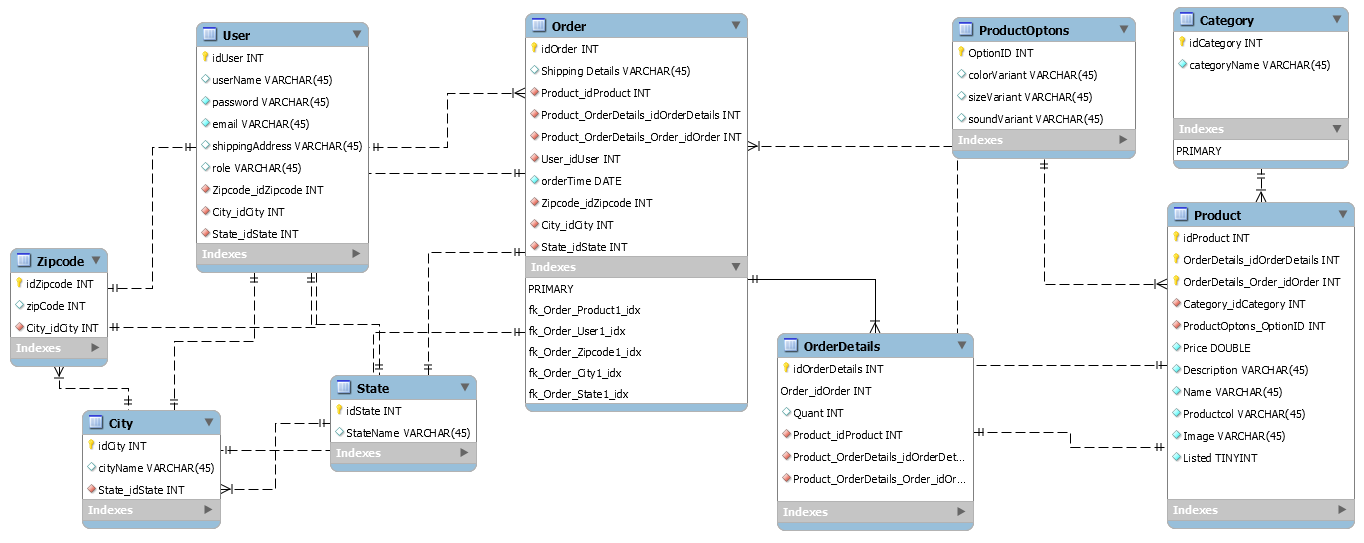 User
idUser INT
userName VARCHAR(45)
password VARCHAR(45)
email VARCHAR(45)
shippingAddress VARCHAR(45)
role VARCHAR(45)
Zipcode_idZipcode INT
City_idCity INT
State_idState INT
Indexes
Order
idOrder INT
Shipping Details VARCHAR(45)
Product_idProduct INT
Product_OrderDetails_idOrderDetails INT
Product_OrderDetails_Order_idOrder INT
User_idUser INT
orderTime DATE
Zipcode_idZipcode INT
City_idCity INT
State_idState INT
Indexes
PRIMARY
fk_Order_Product1_idx
fk_Order_User1_idx
fk_Order_Zipcode1_idx
fk_Order_City1_idx
fk_Order_State1_idx
ProductOptons
OptionID INT
colorVariant VARCHAR(45)
sizeVariant VARCHAR(45)
soundVariant VARCHAR(45)
Indexes
Category
idCategory INT
categoryName VARCHAR(45)
Indexes
PRIMARY
Zipcode
idZipcode INT
zipCode INT
City_idCity INT
Indexes
City
idCity INT
cityName VARCHAR(45)
State_idState INT
Indexes
State
idState INT
StateName VARCHAR(45)
Indexes
OrderDetails
idOrderDetails INT
Order_idOrder INT
Quant INT
Product_idProduct INT
Product_OrderDetails_idOrderDet...
Product_OrderDetails_Order_idOr...
Indexes
Product
idProduct INT
OrderDetails_idOrderDetails INT
OrderDetails_Order_idOrder INT
Category_idCategory INT
ProductOptons_OptionID INT
Price DOUBLE
Description VARCHAR(45)
Name VARCHAR(45)
Productcol VARCHAR(45)
Image VARCHAR(45)
Listed TINYINT
Indexes